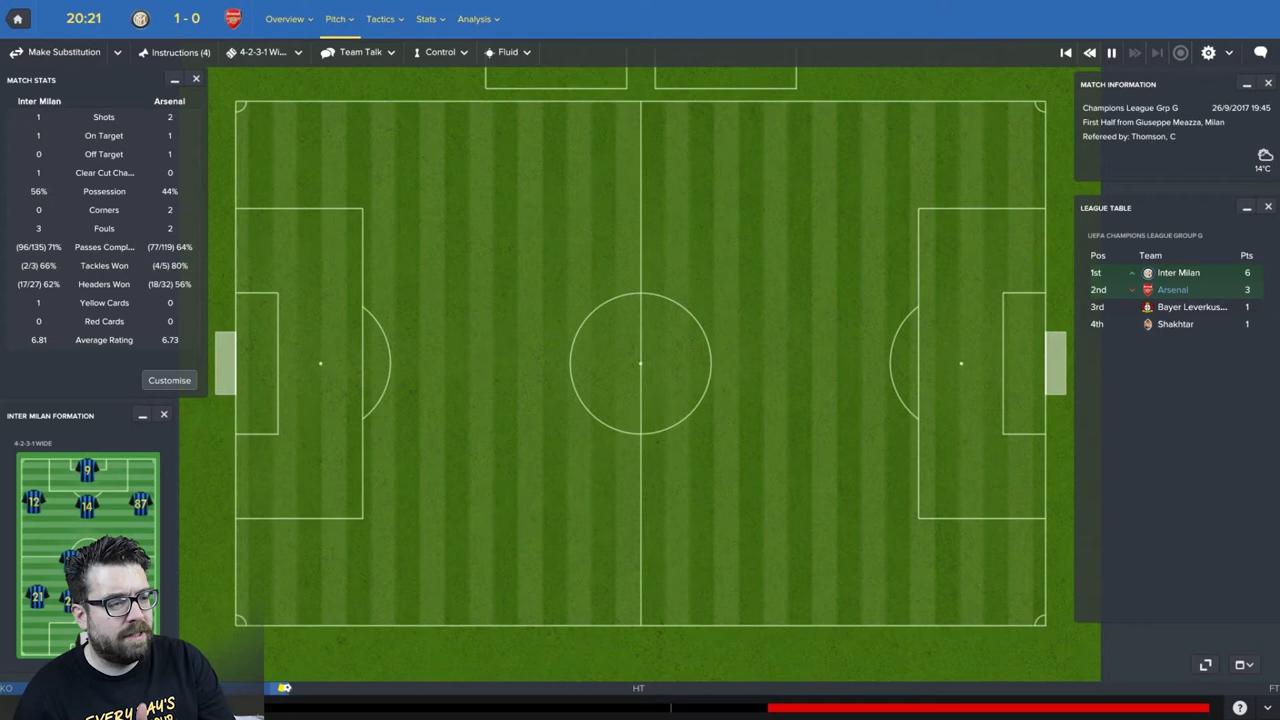 20:21 1 - 0 Overview Pitch Tactics Stats Analysis
Make Substitution Instructions (4) 4-2-3-1 Wi... Team Talk Control Fluid
MATCH STATS
Inter Milan Arsenal
1 Shots 2
1 On Target 1
0 Off Target 1
1 Clear Cut Cha... 0
56% Possession 44%
0 Corners 2
3 Fouls 2
(96/135) 71% Passes Compl... (77/119) 64%
(2/3) 66% Tackles Won (4/5) 80%
(17/27) 62% Headers Won (18/32) 56%
1 Yellow Cards 0
0 Red Cards 0
6.81 Average Rating 6.73
Customise
INTER MILAN FORMATION
4-2-3-1 WIDE
9
12 14 87
21
EVERY DAY'S
MATCH INFORMATION
Champions League Grp G 26/9/2017 19:45
First Half from Giuseppe Meazza, Milan
Refereed by: Thomson, C
14°C
LEAGUE TABLE
UEFA CHAMPIONS LEAGUE GROUP G
Pos Team Pts
1st Inter Milan 6
2nd Arsenal 3
3rd Bayer Leverkus... 1
4th Shakhtar 1
KO HT FT
?